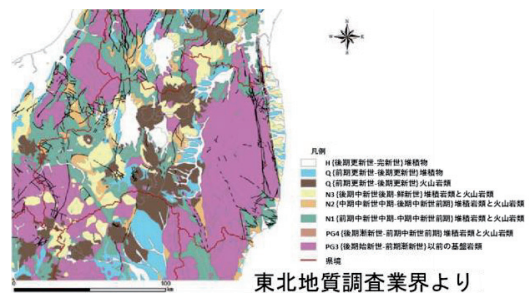 N
W
E
S
凡例
H (後期更新世-完新世) 堆積物
Q (前期更新世-後期更新世) 堆積物
Q (前期更新世-後期更新世) 火山岩類
N3 (後期中新世後期-鮮新世) 堆積岩類と火山岩類
N2 (中期中新世中期-後期中新世前期) 堆積岩類と火山岩類
N1 (前期中新世中期-中期中新世前期) 堆積岩類と火山岩類
PG4 (後期漸新世-前期中新世前期) 堆積岩類と火山岩類
PG3 (後期始新世-前期漸新世) 以前の基盤岩類
県境
0
100
東北地質調査業界より